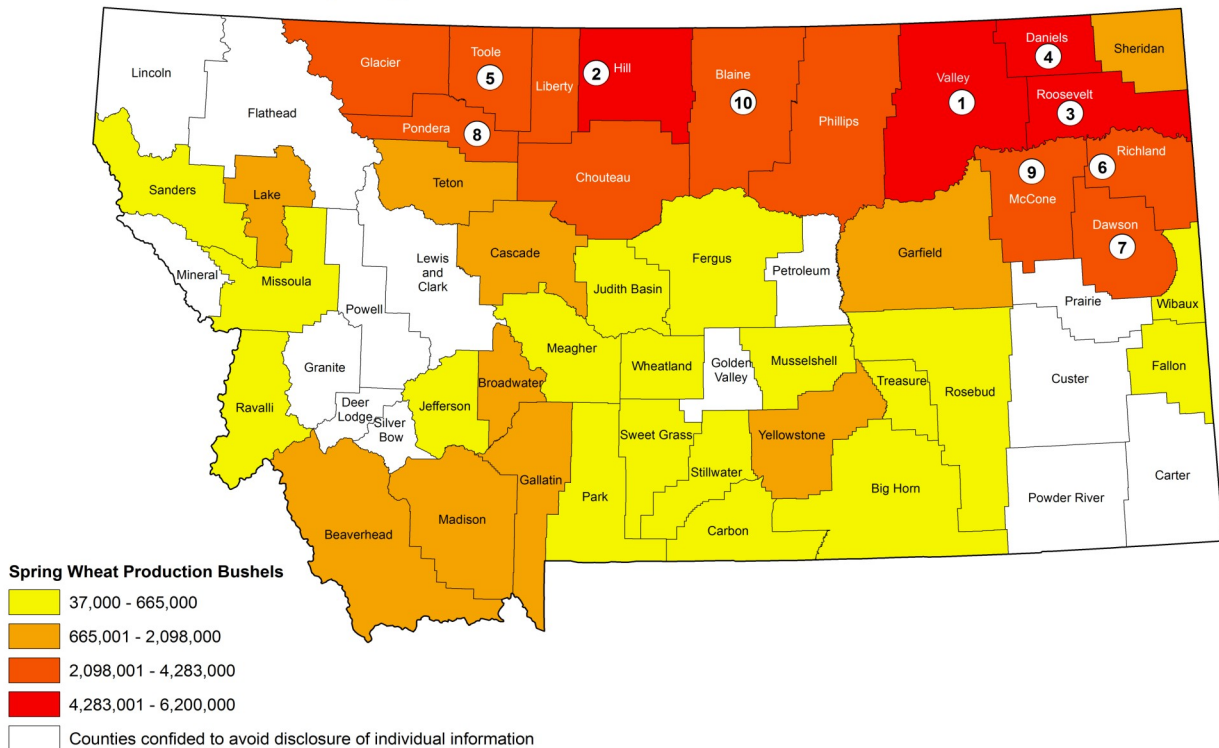 Lincoln
Flathead
Glacier
Toole
5
Liberty
2
Hill
Blaine
10
Phillips
Valley
1
Daniels
4
Sheridan
Roosevelt
3
Pondera
8
Chouteau
Teton
Sanders
Lake
9
McCone
6
Richland
Dawson
7
Cascade
Lewis
and
Clark
Mineral
Missoula
Powell
Judith Basin
Fergus
Petroleum
Garfield
Prairie
Wibaux
Meagher
Wheatland
Golden
Valley
Musselshell
Treasure
Rosebud
Custer
Fallon
Granite
Ravalli
Deer
Lodge
Silver
Bow
Jefferson
Broadwater
Gallatin
Park
Sweet Grass
Stillwater
Yellowstone
Big Horn
Carbon
Powder River
Carter
Beaverhead
Madison
Spring Wheat Production Bushels
37,000 - 665,000
665,001 - 2,098,000
2,098,001 - 4,283,000
4,283,001 - 6,200,000
Counties confided to avoid disclosure of individual information